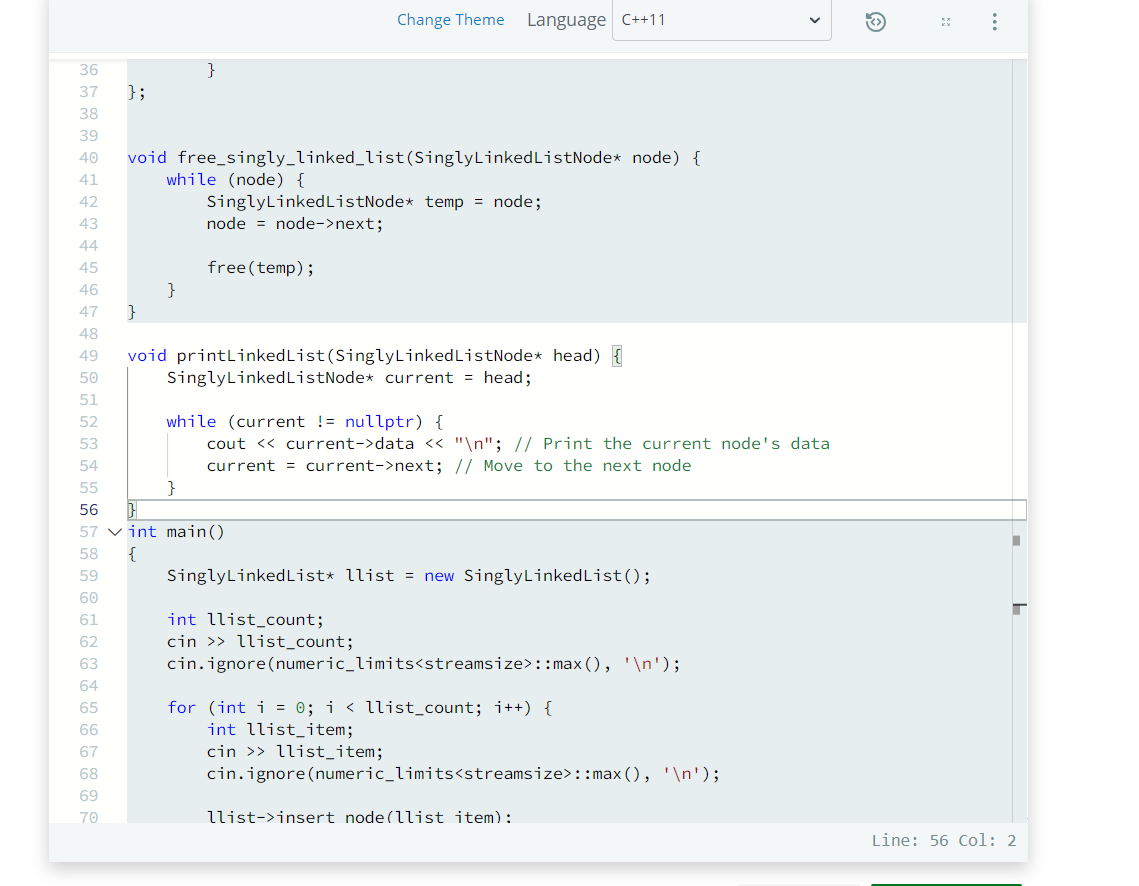 Change Theme Language C++11
36         }
37 };
38
39
40 void free_singly_linked_list(SinglyLinkedListNode* node) {
41     while (node) {
42         SinglyLinkedListNode* temp = node;
43         node = node->next;
44
45         free(temp);
46     }
47 }
48
49 void printLinkedList(SinglyLinkedListNode* head) {
50     SinglyLinkedListNode* current = head;
51
52     while (current != nullptr) {
53         cout << current->data << "\n"; // Print the current node's data
54         current = current->next; // Move to the next node
55     }
56 }
57 int main()
58 {
59     SinglyLinkedList* llist = new SinglyLinkedList();
60
61     int llist_count;
62     cin >> llist_count;
63     cin.ignore(numeric_limits<streamsize>::max(), '\n');
64
65     for (int i = 0; i < llist_count; i++) {
66         int llist_item;
67         cin >> llist_item;
68         cin.ignore(numeric_limits<streamsize>::max(), '\n');
69
70         llist->insert_node(llist_item);
Line: 56 Col: 2